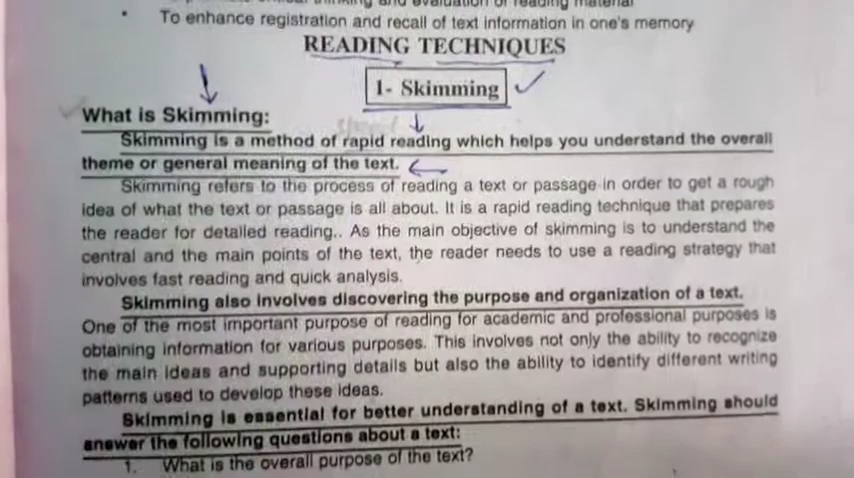 and evaluation of reading material
• To enhance registration and recall of text information in one's memory
READING TECHNIQUES
1- Skimming
What is Skimming:
Skimming is a method of rapid reading which helps you understand the overall
theme or general meaning of the text.
Skimming refers to the process of reading a text or passage in order to get a rough
idea of what the text or passage is all about. It is a rapid reading technique that prepares
the reader for detailed reading.. As the main objective of skimming is to understand the
central and the main points of the text, the reader needs to use a reading strategy that
involves fast reading and quick analysis.
Skimming also involves discovering the purpose and organization of a text.
One of the most important purpose of reading for academic and professional purposes is
obtaining information for various purposes. This involves not only the ability to recognize
the main ideas and supporting details but also the ability to identify different writing
patterns used to develop these ideas.
Skimming is essential for better understanding of a text. Skimming should
answer the following questions about a text:
1. What is the overall purpose of the text?